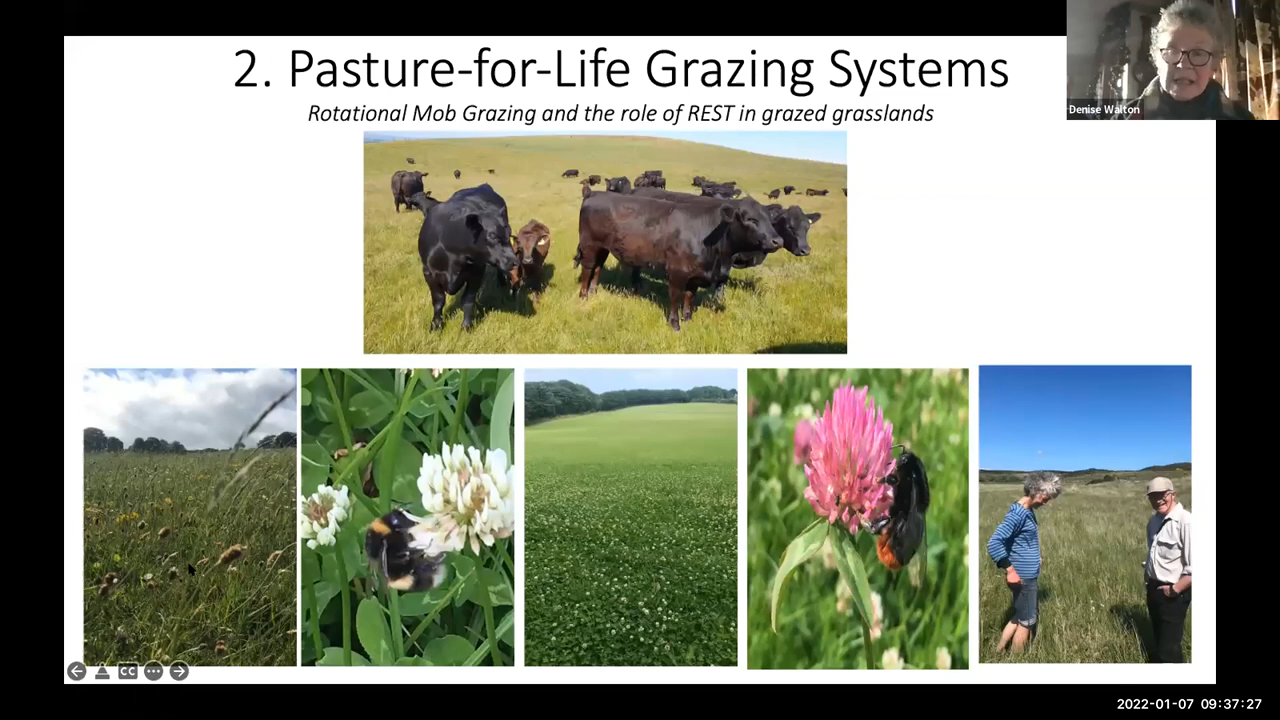 2. Pasture-for-Life Grazing Systems
Rotational Mob Grazing and the role of REST in grazed grasslands
Denise Walton
CC
2022-01-07 09:37:27